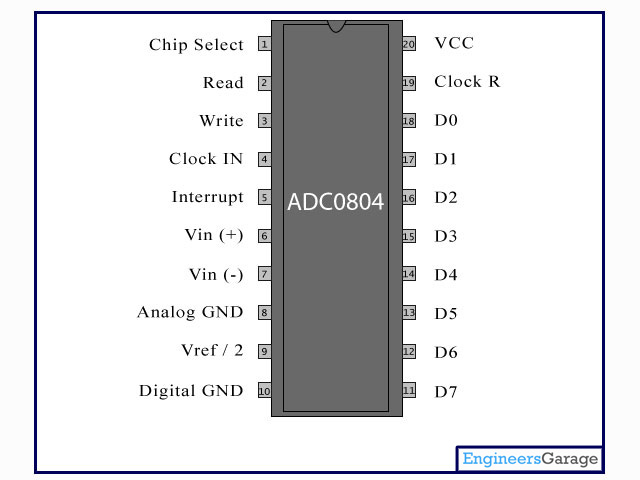 Chip Select 1 20 VCC
Read 2 19 Clock R
Write 3 18 D0
Clock IN 4 17 D1
Interrupt 5 16 D2
ADC0804
Vin (+) 6 15 D3
Vin (-) 7 14 D4
Analog GND 8 13 D5
Vref / 2 9 12 D6
Digital GND 10 11 D7
EngineersGarage